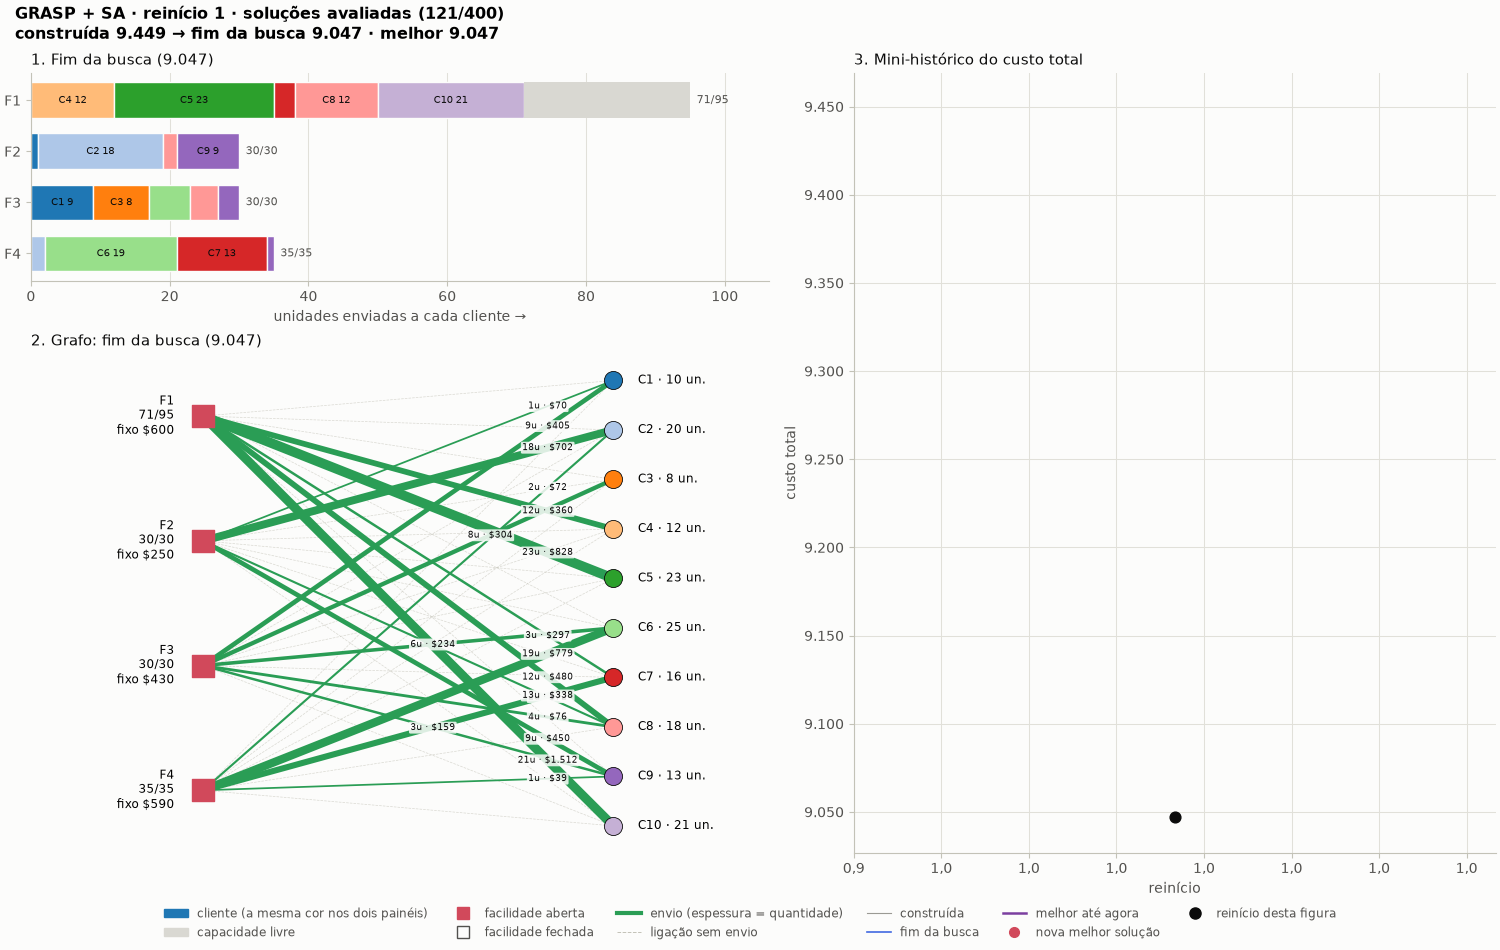 GRASP + SA · reinício 1 · soluções avaliadas (121/400)
construída 9.449 → fim da busca 9.047 · melhor 9.047
1. Fim da busca (9.047)
F1
C4 12
C5 23
C8 12
C10 21
71/95
F2
C2 18
C9 9
30/30
F3
C1 9
C3 8
30/30
F4
C6 19
C7 13
35/35
0
20
40
60
80
100
unidades enviadas a cada cliente →
2. Grafo: fim da busca (9.047)
F1
71/95
fixo $600
F2
30/30
fixo $250
F3
30/30
fixo $430
F4
35/35
fixo $590
1u · $70
9u · $405
18u · $702
2u · $72
12u · $360
8u · $304
23u · $828
3u · $297
6u · $234
19u · $779
12u · $480
13u · $338
4u · $76
3u · $159
9u · $450
21u · $1.512
1u · $39
C1 · 10 un.
C2 · 20 un.
C3 · 8 un.
C4 · 12 un.
C5 · 23 un.
C6 · 25 un.
C7 · 16 un.
C8 · 18 un.
C9 · 13 un.
C10 · 21 un.
3. Mini-histórico do custo total
9.450
9.400
9.350
9.300
9.250
9.200
9.150
9.100
9.050
custo total
0,9
1,0
1,0
1,0
1,0
1,0
1,0
1,0
reinício
cliente (a mesma cor nos dois painéis)
capacidade livre
facilidade aberta
facilidade fechada
envio (espessura = quantidade)
ligação sem envio
construída
fim da busca
melhor até agora
nova melhor solução
reinício desta figura